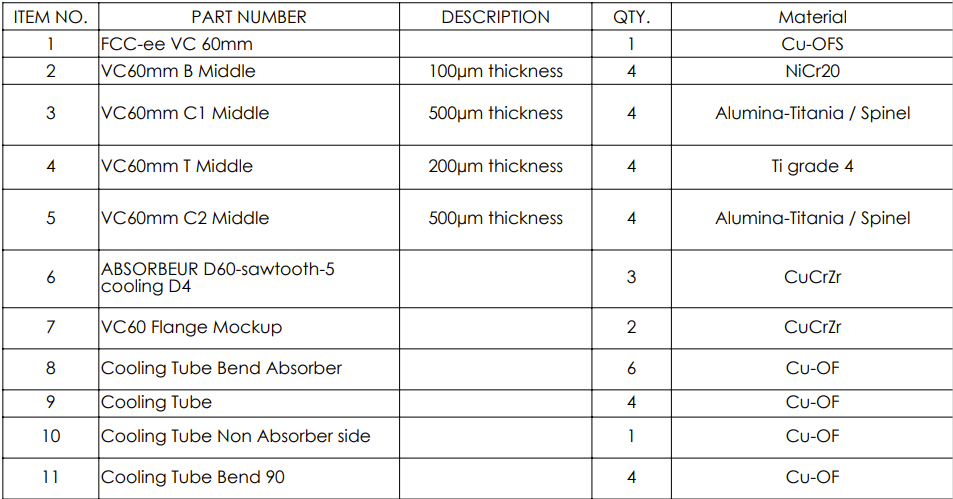 ITEM NO. PART NUMBER DESCRIPTION QTY. Material
1 FCC-ee VC 60mm 1 Cu-OFS
2 VC60mm B Middle 100µm thickness 4 NiCr20
3 VC60mm C1 Middle 500µm thickness 4 Alumina-Titania / Spinel
4 VC60mm T Middle 200µm thickness 4 Ti grade 4
5 VC60mm C2 Middle 500µm thickness 4 Alumina-Titania / Spinel
6 ABSORBEUR D60-sawtooth-5
cooling D4 3 CuCrZr
7 VC60 Flange Mockup 2 CuCrZr
8 Cooling Tube Bend Absorber 6 Cu-OF
9 Cooling Tube 4 Cu-OF
10 Cooling Tube Non Absorber side 1 Cu-OF
11 Cooling Tube Bend 90 4 Cu-OF